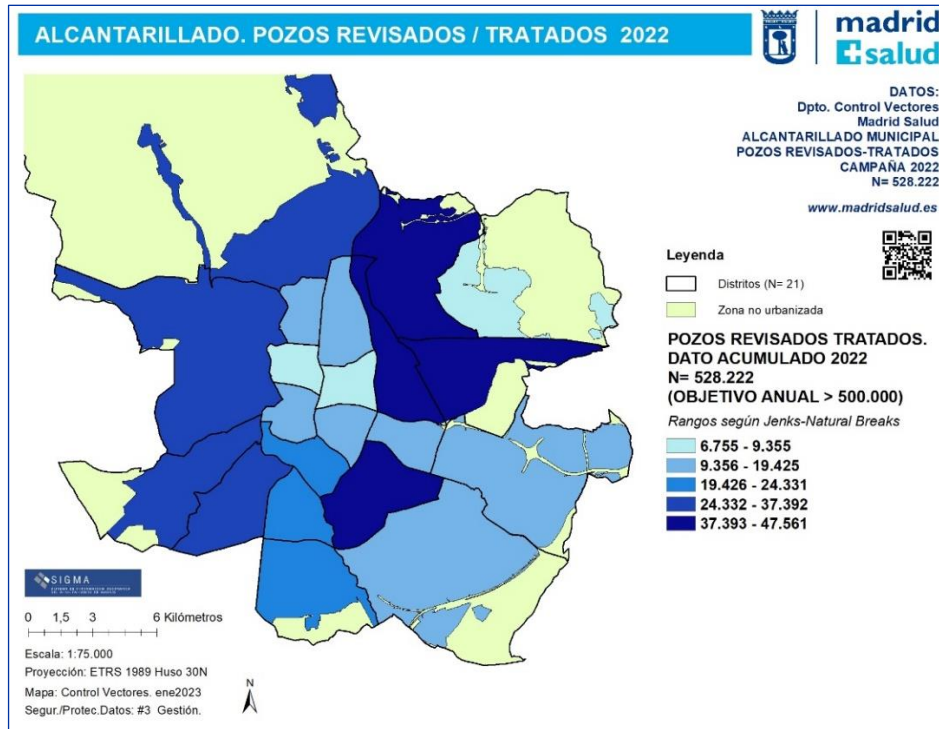 ALCANTARILLADO. POZOS REVISADOS / TRATADOS 2022
madrid
salud
DATOS:
Dpto. Control Vectores
Madrid Salud
ALCANTARILLADO MUNICIPAL
POZOS REVISADOS-TRATADOS
CAMPAÑA 2022
N= 528.222
www.madridsalud.es
Leyenda
Distritos (N= 21)
Zona no urbanizada
POZOS REVISADOS TRATADOS.
DATO ACUMULADO 2022
N= 528.222
(OBJETIVO ANUAL > 500.000)
Rangos según Jenks-Natural Breaks
6.755 - 9.355
9.356 - 19.425
19.426 - 24.331
24.332 - 37.392
37.393 - 47.561
SIGMA
0 1,5 3 6 Kilómetros
Escala: 1:75.000
Proyección: ETRS 1989 Huso 30N
Mapa: Control Vectores. ene2023
Segur./Protec.Datos: #3 Gestión.
N